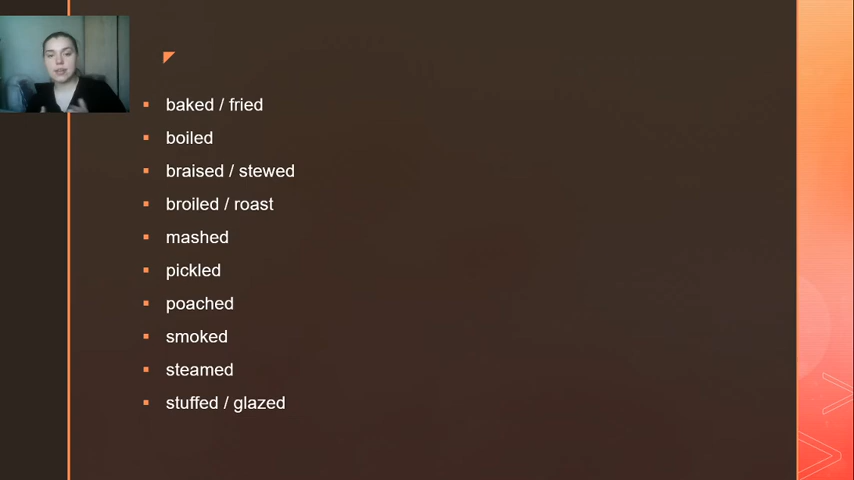 baked / fried
boiled
braised / stewed
broiled / roast
mashed
pickled
poached
smoked
steamed
stuffed / glazed